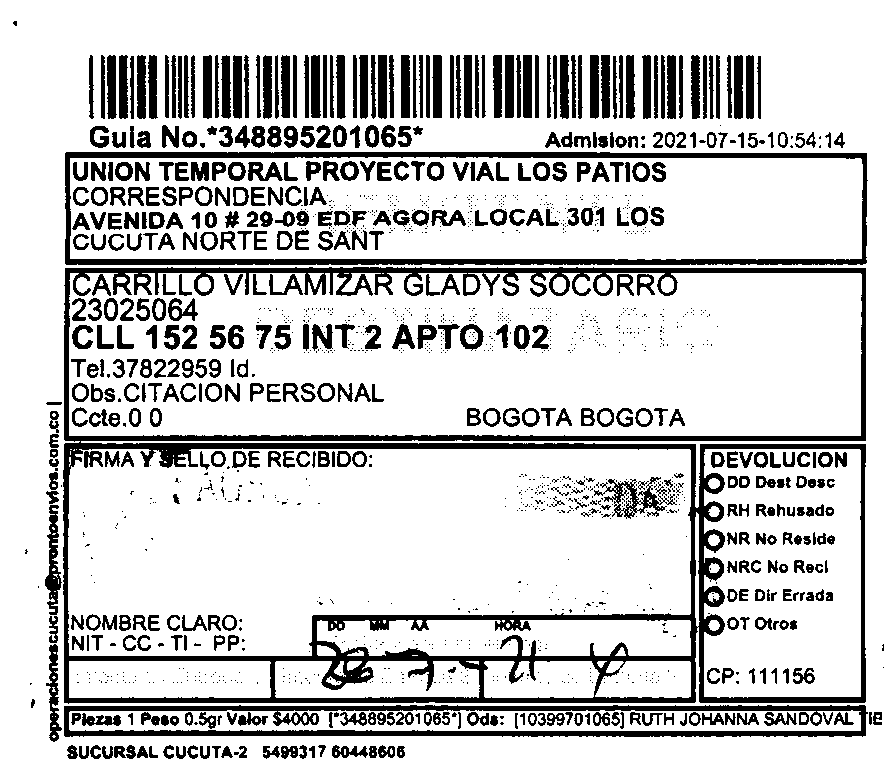 Guia No.*348895201065*
Admision: 2021-07-15-10:54:14
UNION TEMPORAL PROYECTO VIAL LOS PATIOS
CORRESPONDENCIA
AVENIDA 10 # 29-09 EDF AGORA LOCAL 301 LOS
CUCUTA NORTE DE SANT
CARRILLO VILLAMIZAR GLADYS SOCORRO
23025064
CLL 152 56 75 INT 2 APTO 102
Tel.37822959 Id.
Obs.CITACION PERSONAL
Ccte.0 0 BOGOTA BOGOTA
operacionescucuta@prontoenvios.com.co |
FIRMA Y SELLO DE RECIBIDO:
NOMBRE CLARO:
NIT - CC - TI - PP:
DD MM AA HORA
7 21
DEVOLUCION
DD Dest Desc
RH Rehusado
NR No Reside
NRC No Reci
DE Dir Errada
OT Otros
CP: 111156
Piezas 1 Peso 0.5gr Valor $4000 [*348895201065*] Ods: [10399701065] RUTH JOHANNA SANDOVAL TIB
SUCURSAL CUCUTA-2 5499317 60448606